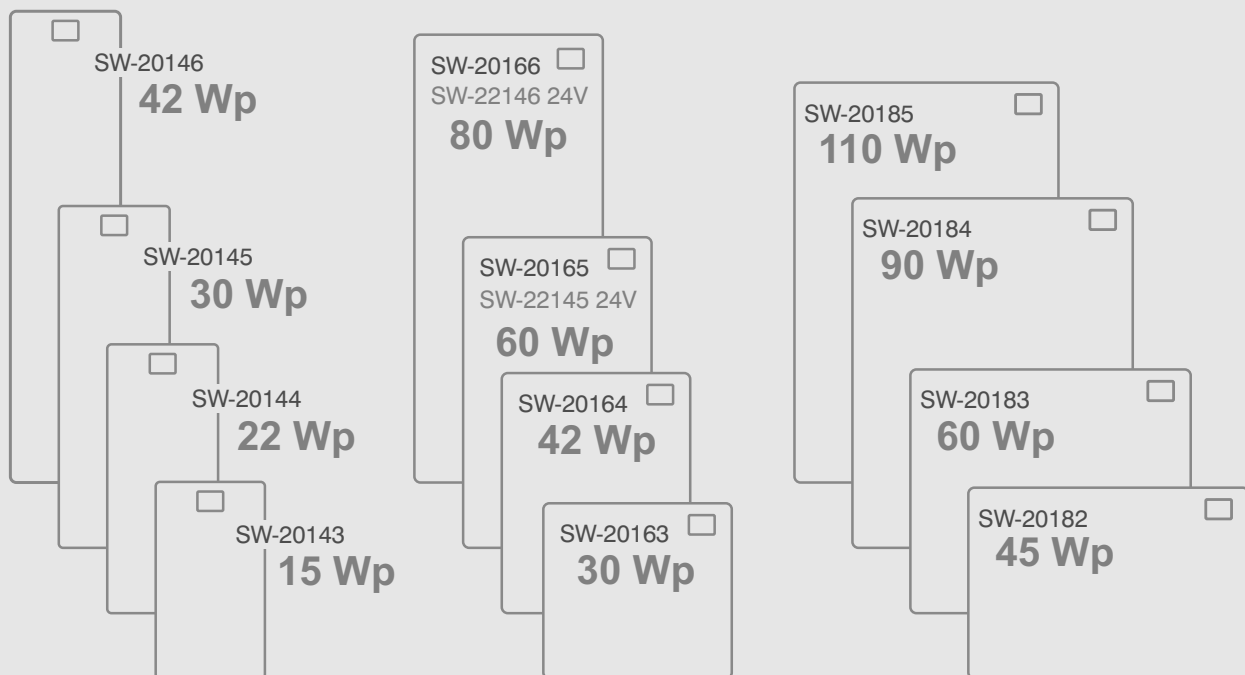 SW-20146
42 Wp
SW-20145
30 Wp
SW-20144
22 Wp
SW-20143
15 Wp
SW-20166
SW-22146 24V
80 Wp
SW-20165
SW-22145 24V
60 Wp
SW-20164
42 Wp
SW-20163
30 Wp
SW-20185
110 Wp
SW-20184
90 Wp
SW-20183
60 Wp
SW-20182
45 Wp